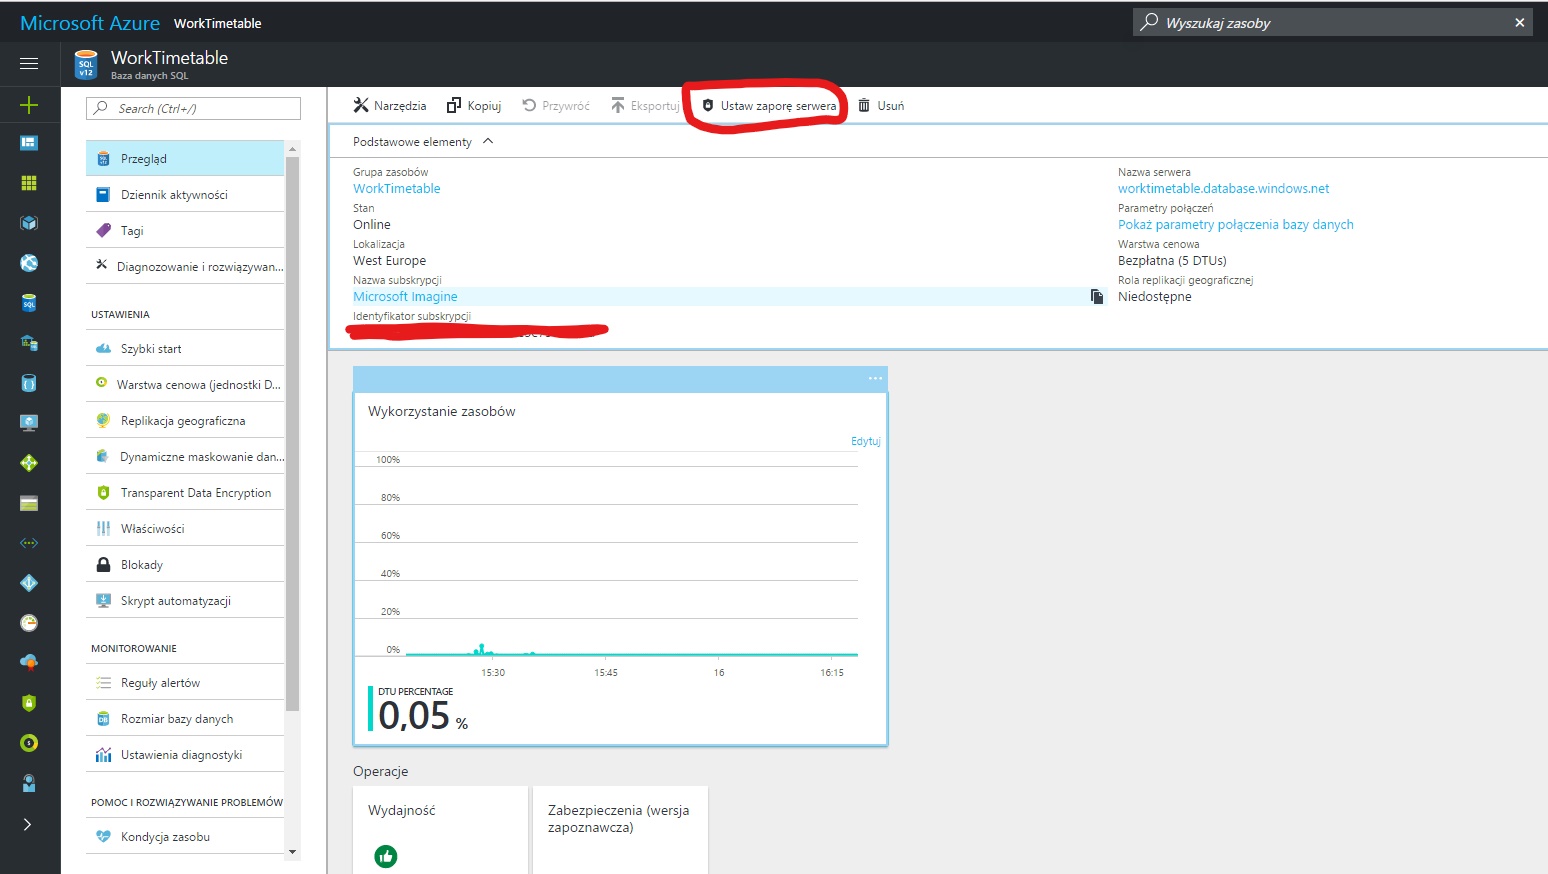 Microsoft Azure WorkTimetable
Wyszukaj zasoby
SQL v12
WorkTimetable
Baza danych SQL
Search (Ctrl+/)
Przegląd
Dziennik aktywności
Tagi
Diagnozowanie i rozwiązywan...
USTAWIENIA
Szybki start
Warstwa cenowa (jednostki D...
Replikacja geograficzna
Dynamiczne maskowanie dan...
Transparent Data Encryption
Właściwości
Blokady
Skrypt automatyzacji
MONITOROWANIE
Reguły alertów
Rozmiar bazy danych
Ustawienia diagnostyki
POMOC I ROZWIĄZYWANIE PROBLEMÓW
Kondycja zasobu
Narzędzia Kopiuj Przywróć Eksportuj Ustaw zaporę serwera Usuń
Podstawowe elementy
Grupa zasobów
WorkTimetable
Stan
Online
Lokalizacja
West Europe
Nazwa subskrypcji
Microsoft Imagine
Identyfikator subskrypcji
Nazwa serwera
worktimetable.database.windows.net
Parametry połączeń
Pokaż parametry połączenia bazy danych
Warstwa cenowa
Bezpłatna (5 DTUs)
Rola replikacji geograficznej
Niedostępne
Wykorzystanie zasobów
Edytuj
100%
80%
60%
40%
20%
0%
15:30 15:45 16 16:15
DTU PERCENTAGE
0,05 %
Operacje
Wydajność
Zabezpieczenia (wersja
zapoznawcza)